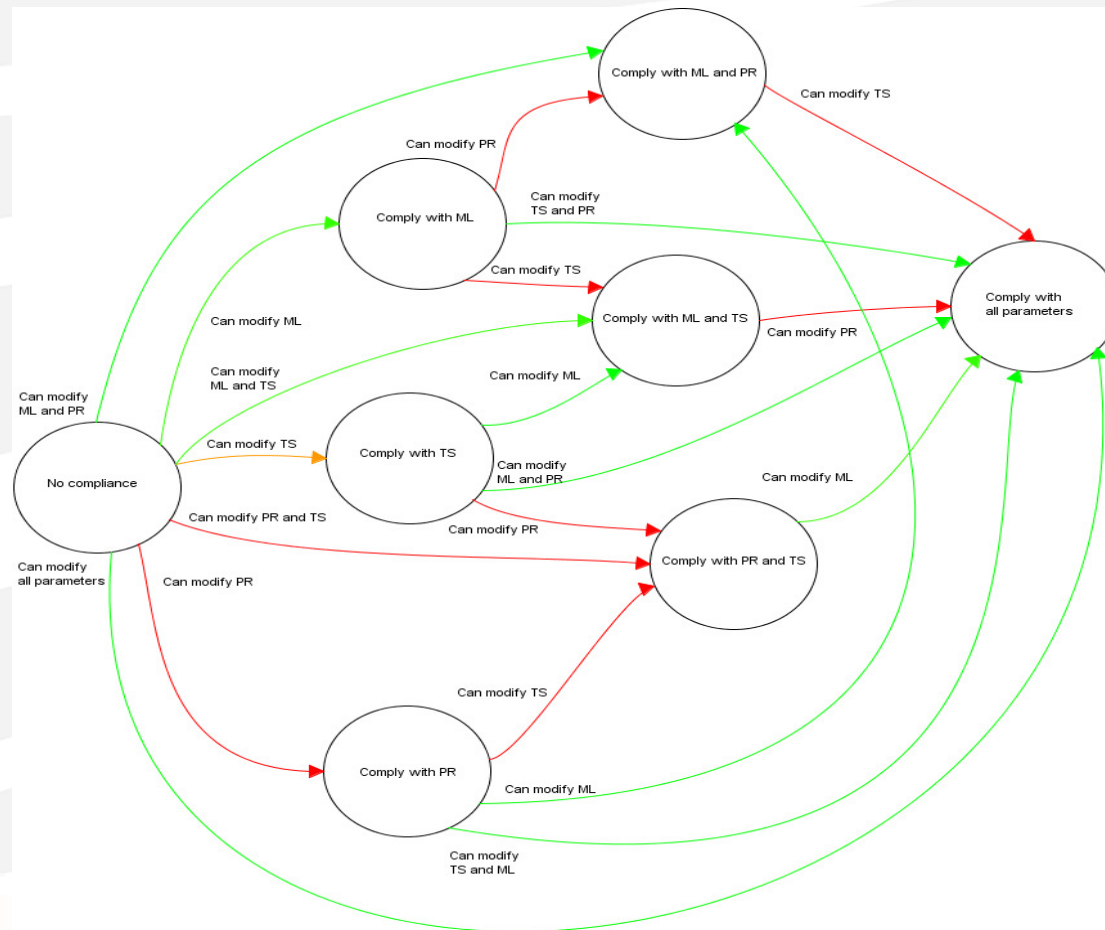 Comply with ML and PR
Can modify TS
Can modify PR
Can modify
TS and PR
Comply with ML
Can modify TS
Comply with
all parameters
Can modify ML
Comply with ML and TS
Can modify PR
Can modify
ML and TS
Can modify ML
Can modify
ML and PR
Can modify TS
Comply with TS
Can modify
ML and PR
Can modify ML
No compliance
Can modify PR and TS
Can modify PR
Comply with PR and TS
Can modify
all parameters
Can modify PR
Can modify TS
Comply with PR
Can modify ML
Can modify
TS and ML